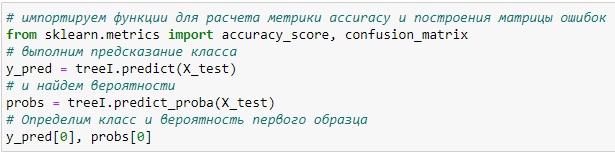 # импортируем функции для расчета метрики accuracy и построения матрицы ошибок
from sklearn.metrics import accuracy_score, confusion_matrix
# выполним предсказание класса
y_pred = treeI.predict(X_test)
# и найдем вероятности
probs = treeI.predict_proba(X_test)
# Определим класс и вероятность первого образца
y_pred[0], probs[0]